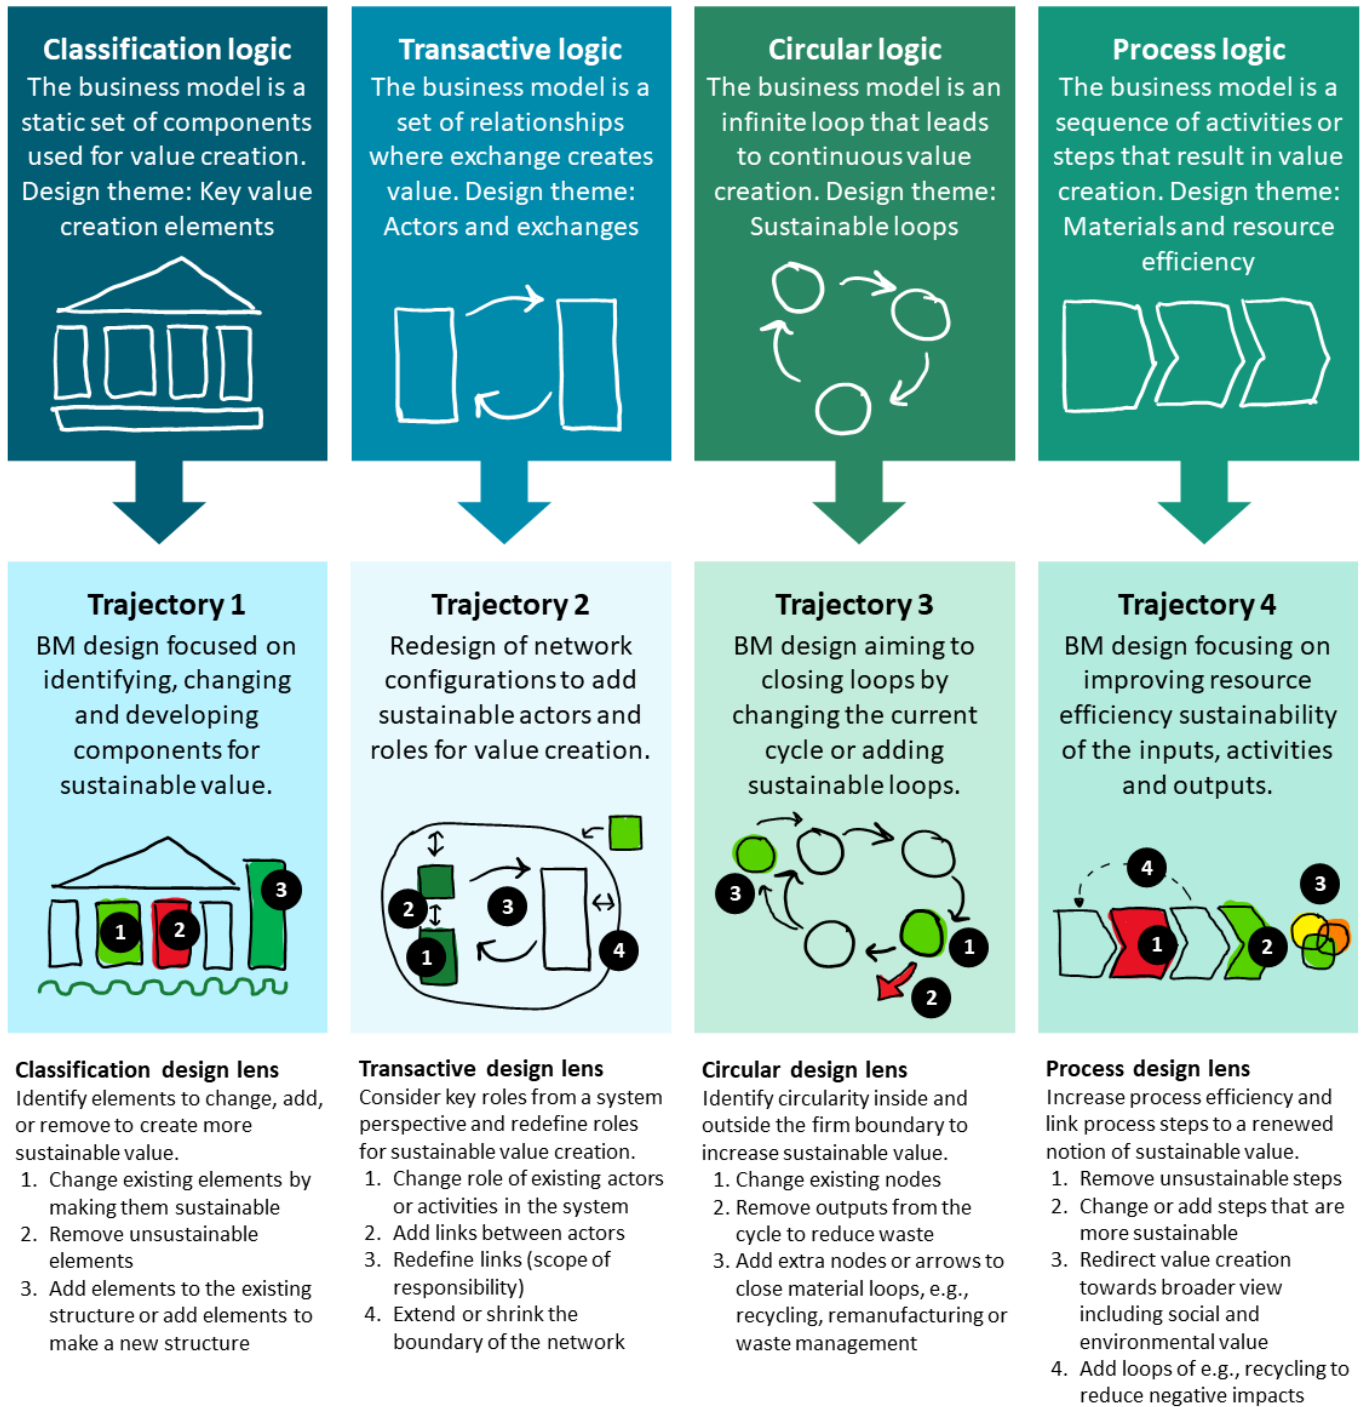 Classification logic
The business model is a
static set of components
used for value creation.
Design theme: Key value
creation elements
Transactive logic
The business model is a
set of relationships
where exchange creates
value. Design theme:
Actors and exchanges
Circular logic
The business model is an
infinite loop that leads
to continuous value
creation. Design theme:
Sustainable loops
Process logic
The business model is a
sequence of activities or
steps that result in value
creation. Design theme:
Materials and resource
efficiency
Trajectory 1
BM design focused on
identifying, changing
and developing
components for
sustainable value.
1
2
3
Trajectory 2
Redesign of network
configurations to add
sustainable actors and
roles for value creation.
2
3
1
4
Trajectory 3
BM design aiming to
closing loops by
changing the current
cycle or adding
sustainable loops.
3
1
2
Trajectory 4
BM design focusing on
improving resource
efficiency sustainability
of the inputs, activities
and outputs.
4
3
1
2
Classification design lens
Identify elements to change, add,
or remove to create more
sustainable value.
1. Change existing elements by
making them sustainable
2. Remove unsustainable
elements
3. Add elements to the existing
structure or add elements to
make a new structure
Transactive design lens
Consider key roles from a system
perspective and redefine roles
for sustainable value creation.
1. Change role of existing actors
or activities in the system
2. Add links between actors
3. Redefine links (scope of
responsibility)
4. Extend or shrink the
boundary of the network
Circular design lens
Identify circularity inside and
outside the firm boundary to
increase sustainable value.
1. Change existing nodes
2. Remove outputs from the
cycle to reduce waste
3. Add extra nodes or arrows to
close material loops, e.g.,
recycling, remanufacturing or
waste management
Process design lens
Increase process efficiency and
link process steps to a renewed
notion of sustainable value.
1. Remove unsustainable steps
2. Change or add steps that are
more sustainable
3. Redirect value creation
towards broader view
including social and
environmental value
4. Add loops of e.g., recycling to
reduce negative impacts